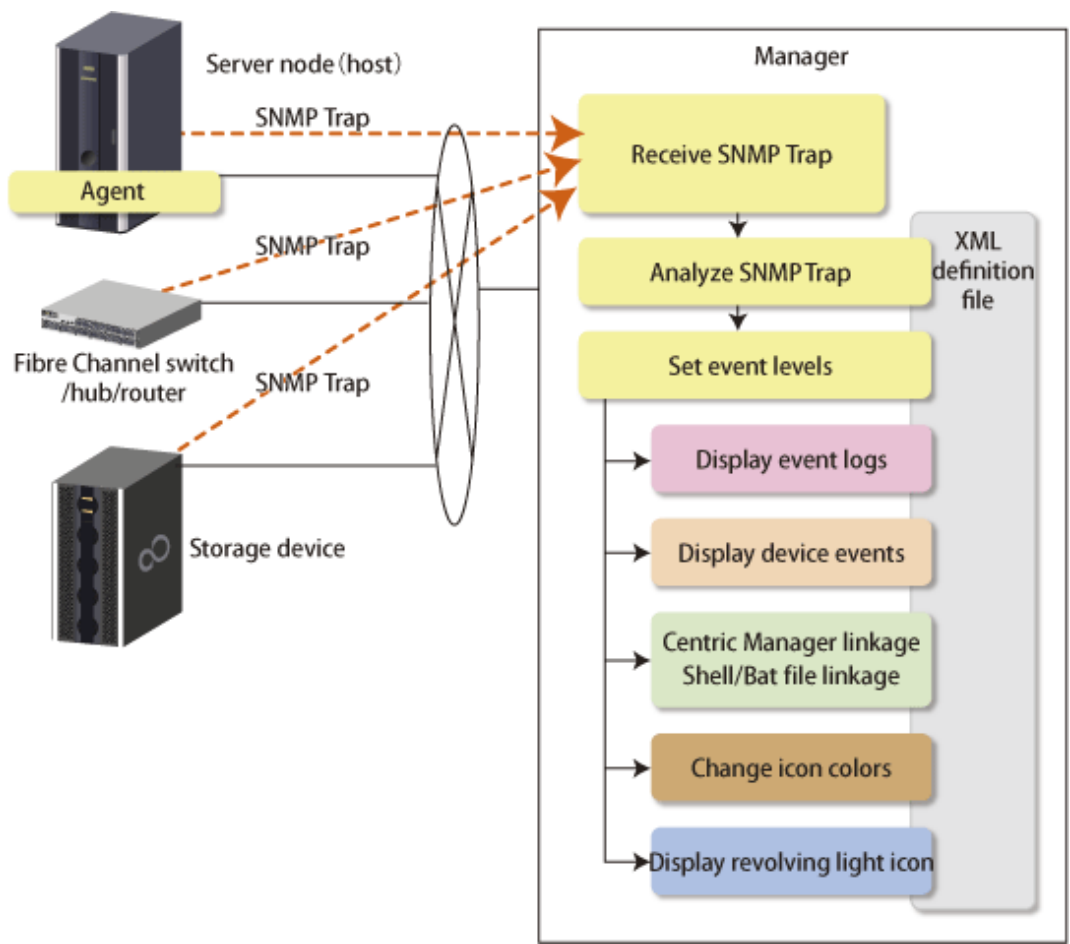 Server node (host)
SNMP Trap
Agent
SNMP Trap
Fibre Channel switch
/hub/router
SNMP Trap
Storage device
Manager
Receive SNMP Trap
XML
definition
file
Analyze SNMP Trap
Set event levels
Display event logs
Display device events
Centric Manager linkage
Shell/Bat file linkage
Change icon colors
Display revolving light icon